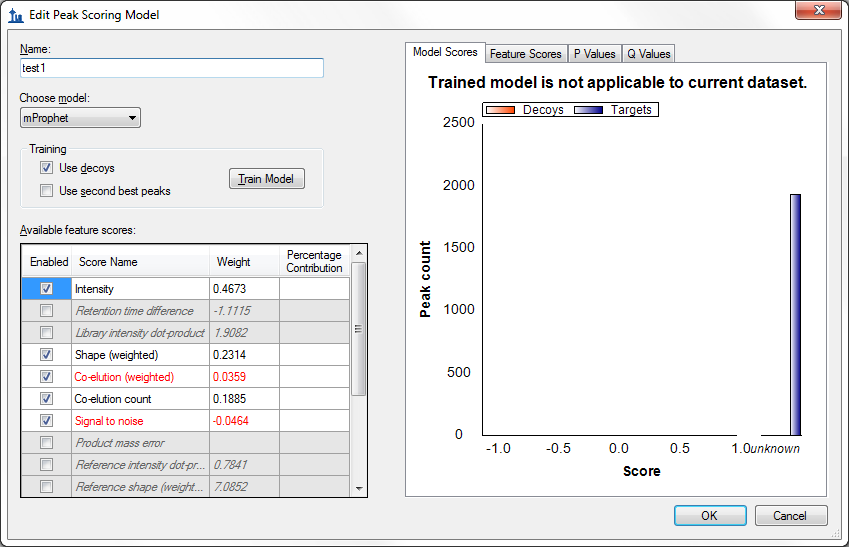 Edit Peak Scoring Model
Name:
test1
Choose model:
mProphet
Training
Use decoys
Use second best peaks
Train Model
Available feature scores:
Enabled Score Name Weight Percentage Contribution
Intensity 0.4673
Retention time difference -1.1115
Library intensity dot-product 1.9082
Shape (weighted) 0.2314
Co-elution (weighted) 0.0359
Co-elution count 0.1885
Signal to noise -0.0464
Product mass error
Reference intensity dot-pr... 0.7841
Reference shape (weight... 7.0852
Model Scores Feature Scores P Values Q Values
Trained model is not applicable to current dataset.
Decoys Targets
2500
2000
1500
1000
500
0
Peak count
-1.0 -0.5 0.0 0.5 1.0 unknown
Score
OK Cancel